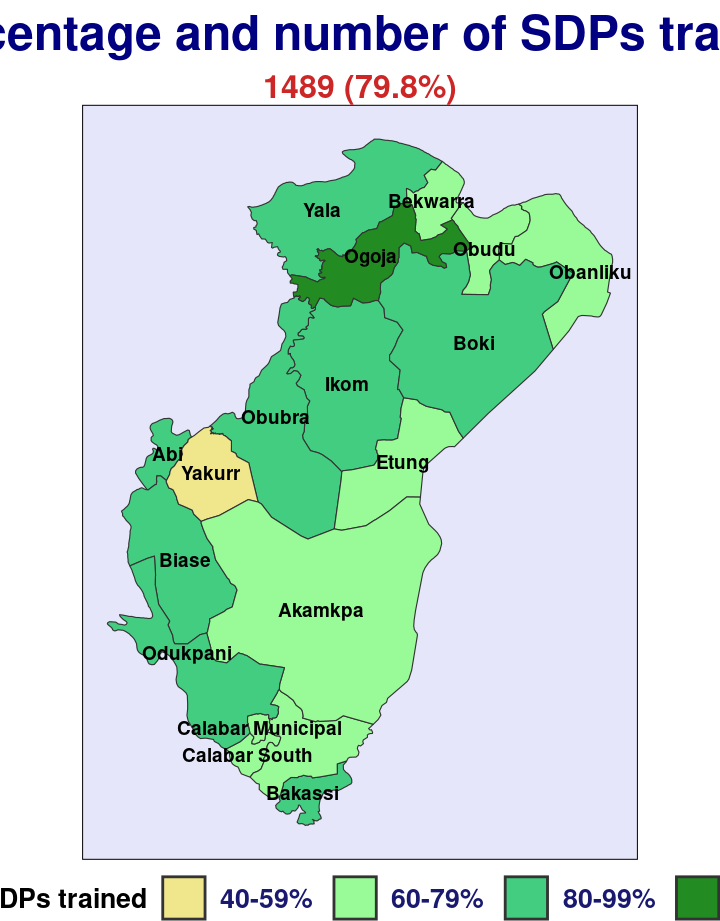 centage and number of SDPs tra
1489 (79.8%)
Bekwarra
Yala
Obudu
Ogoja
Obanliku
Boki
Ikom
Obubra
Abi
Etung
Yakurr
Biase
Akamkpa
Odukpani
Calabar Municipal
Calabar South
Bakassi
DPs trained 40-59% 60-79% 80-99%